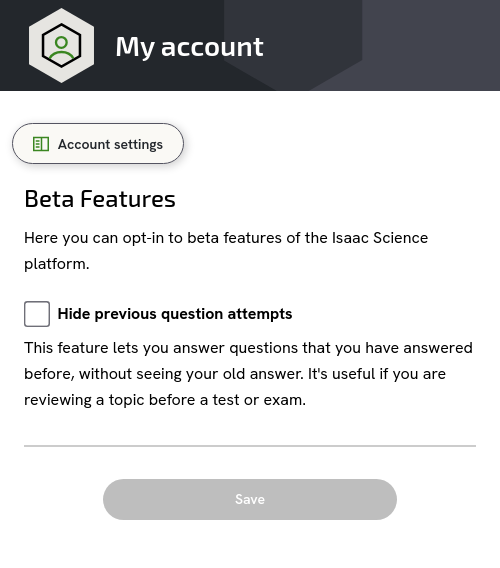 My account
Account settings
Beta Features
Here you can opt-in to beta features of the Isaac Science
platform.
Hide previous question attempts
This feature lets you answer questions that you have answered
before, without seeing your old answer. It's useful if you are
reviewing a topic before a test or exam.
Save